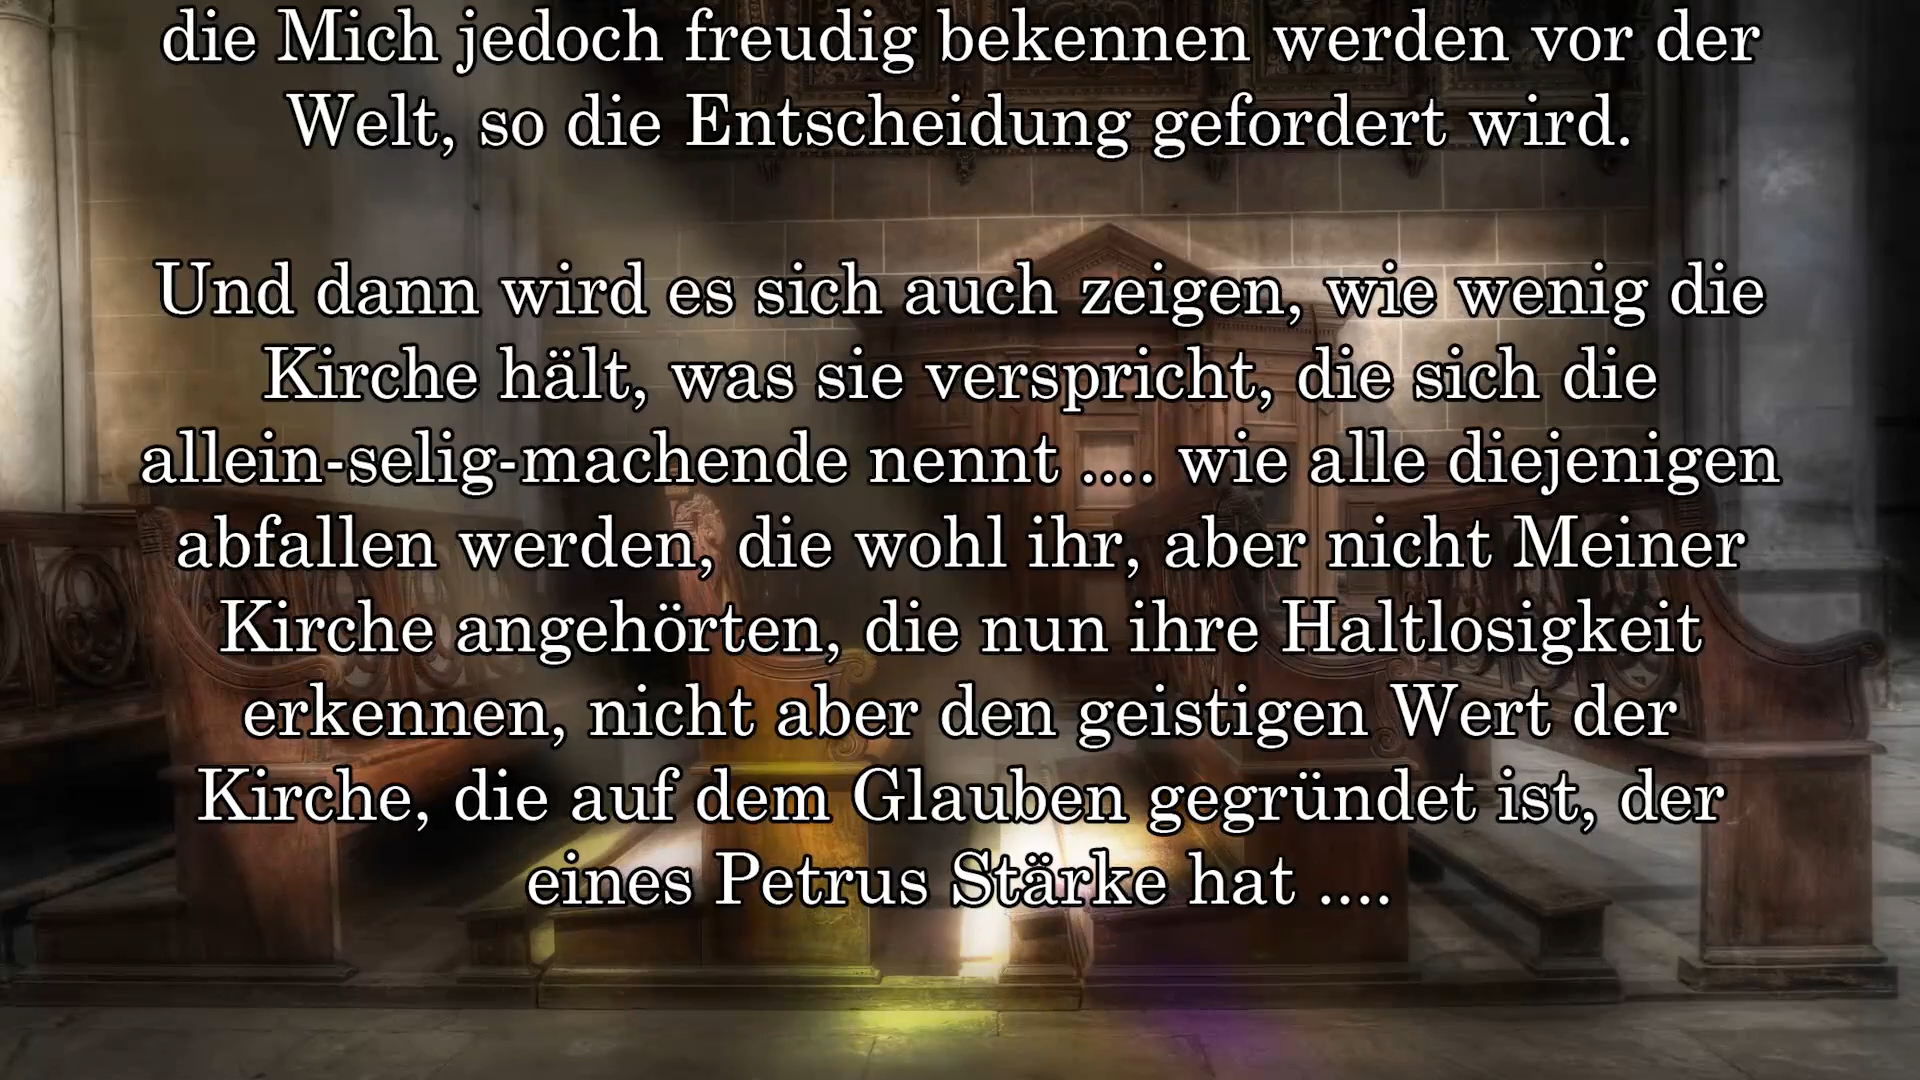 die Mich jedoch freudig bekennen werden vor der
Welt, so die Entscheidung gefordert wird.
Und dann wird es sich auch zeigen, wie wenig die
Kirche hält, was sie verspricht, die sich die
allein-selig-machende nennt .... wie alle diejenigen
abfallen werden, die wohl ihr, aber nicht Meiner
Kirche angehörten, die nun ihre Haltlosigkeit
erkennen, nicht aber den geistigen Wert der
Kirche, die auf dem Glauben gegründet ist, der
eines Petrus Stärke hat ....